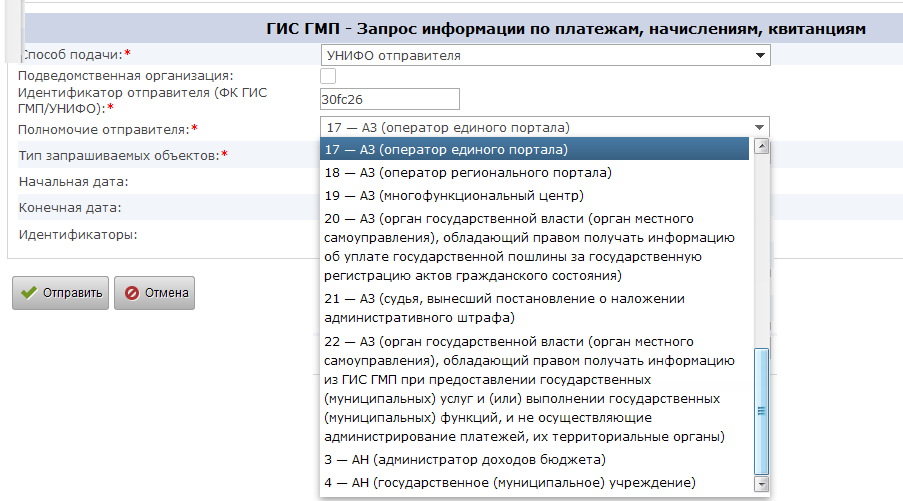 ГИС ГМП - Запрос информации по платежам, начислениям, квитанциям
Способ подачи:*
УНИФО отправителя
Подведомственная организация:
Идентификатор отправителя (ФК ГИС
ГМП/УНИФО):*
30fc26
Полномочие отправителя:*
17 — АЗ (оператор единого портала)
Тип запрашиваемых объектов:*
Начальная дата:
Конечная дата:
Идентификаторы:
17 — АЗ (оператор единого портала)
18 — АЗ (оператор регионального портала)
19 — АЗ (многофункциональный центр)
20 — АЗ (орган государственной власти (орган местного
самоуправления), обладающий правом получать информацию
об уплате государственной пошлины за государственную
регистрацию актов гражданского состояния)
21 — АЗ (судья, вынесший постановление о наложении
административного штрафа)
22 — АЗ (орган государственной власти (орган местного
самоуправления), обладающий правом получать информацию
из ГИС ГМП при предоставлении государственных
(муниципальных) услуг и (или) выполнении государственных
(муниципальных) функций, и не осуществляющие
администрирование платежей, их территориальные органы)
3 — АН (администратор доходов бюджета)
4 — АН (государственное (муниципальное) учреждение)
Отправить
Отмена